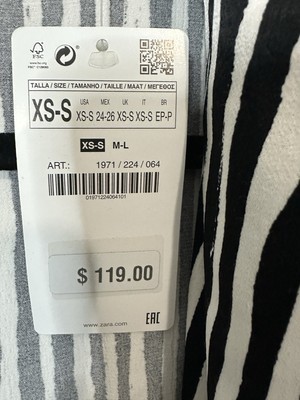 FSC
TALLA / SIZE / TAMANHO / TAILLE / MAAT / ΜΕΓΕΘΟΣ
XS-S
USA MEX UK IT BR
XS-S 24-26 XS-S XS-S EP-P
XS-S M-L
ART.: 1971 / 224 / 064
01971224064101
$ 119.00
www.zara.com
EAC